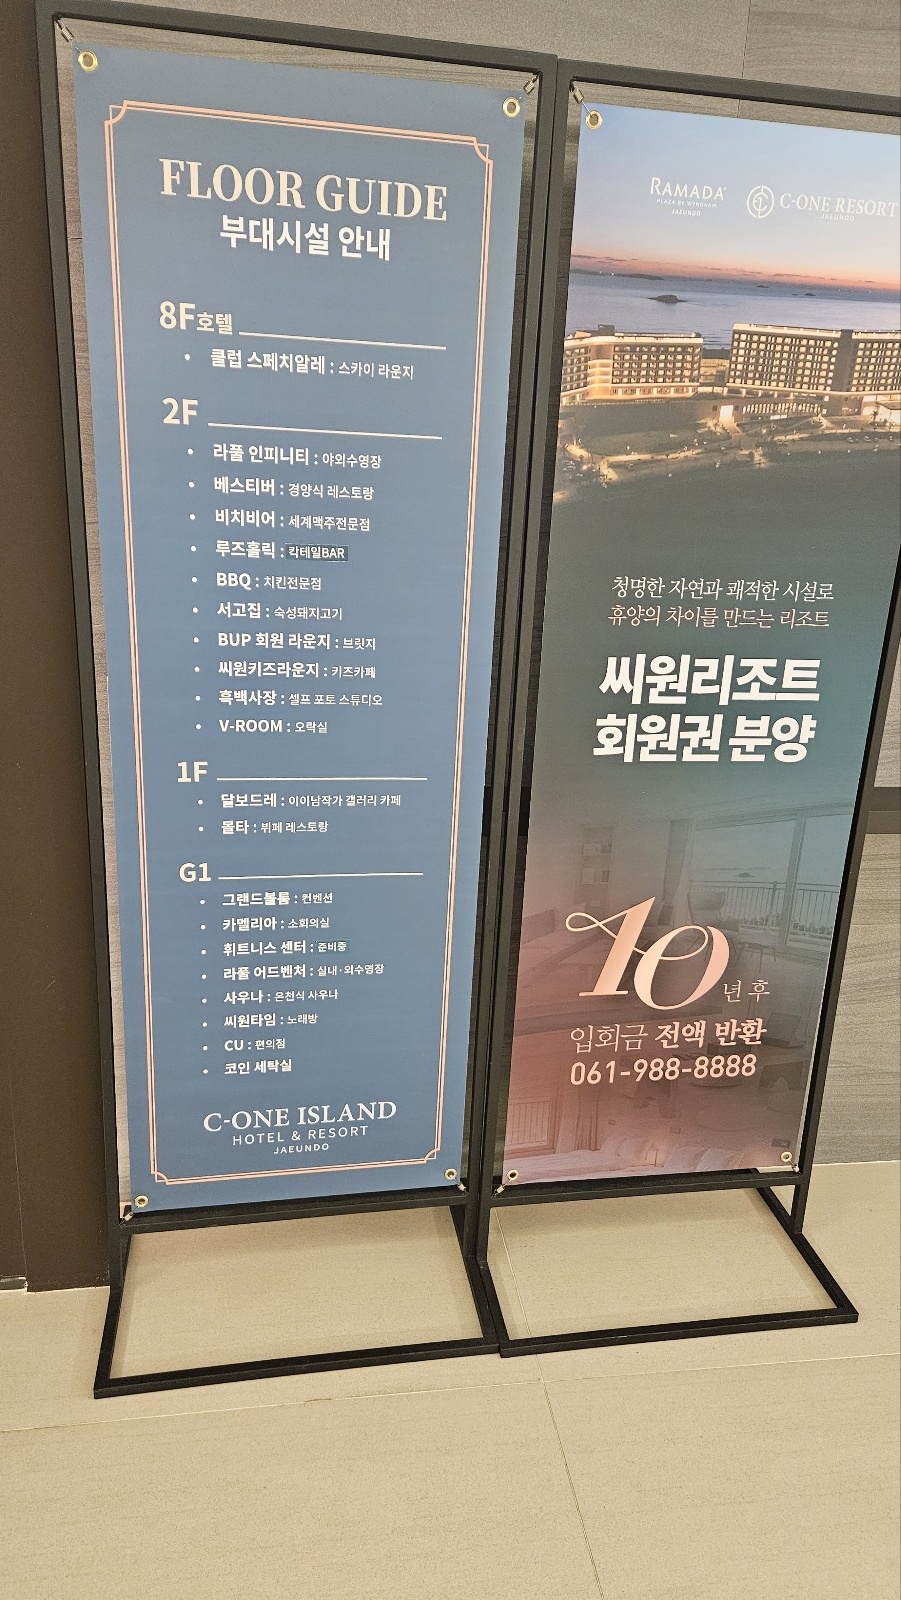 FLOOR GUIDE
부대시설 안내
8F호텔
• 클럽 스페치알레 : 스카이 라운지
2F
• 라풀 인피니티 : 야외수영장
• 베스티버 : 경양식 레스토랑
• 비치비어 : 세계맥주전문점
• 루즈홀릭 : 칵테일BAR
• BBQ : 치킨전문점
• 서고집 : 숙성돼지고기
• BUP 회원 라운지 : 브릿지
• 씨원키즈라운지 : 키즈카페
• 흑백사장 : 셀프 포토 스튜디오
• V-ROOM : 오락실
1F
• 달보드레 : 이이남작가 갤러리 카페
• 몰타 : 뷔페 레스토랑
G1
• 그랜드볼룸 : 컨벤션
• 카멜리아 : 소회의실
• 휘트니스 센터 : 준비중
• 라풀 어드벤처 : 실내·외수영장
• 사우나 : 온천식 사우나
• 씨원타임 : 노래방
• CU : 편의점
• 코인 세탁실
C-ONE ISLAND
HOTEL & RESORT
JAEUNDO
RAMADA
PLAZA BY WYNDHAM
JAEUNDO
C-ONE RESORT
JAEUNDO
청명한 자연과 쾌적한 시설로
휴양의 차이를 만드는 리조트
씨원리조트
회원권 분양
10년 후
입회금 전액 반환
061-988-8888